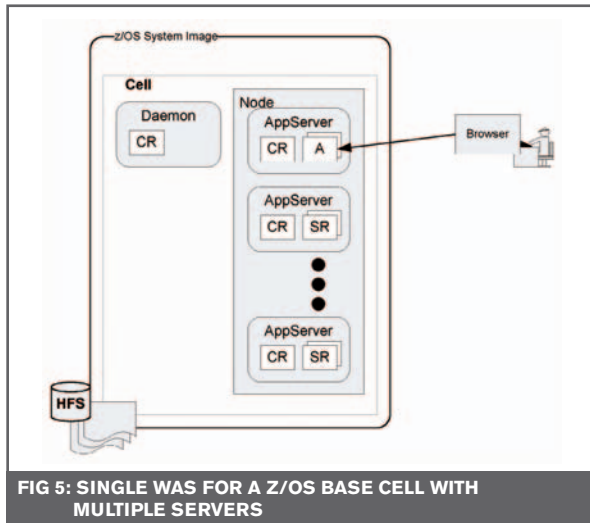 z/OS System Image
Cell
Daemon
CR
Node
AppServer
CR A
Browser
AppServer
CR SR
AppServer
CR SR
HFS
FIG 5: SINGLE WAS FOR A Z/OS BASE CELL WITH
MULTIPLE SERVERS